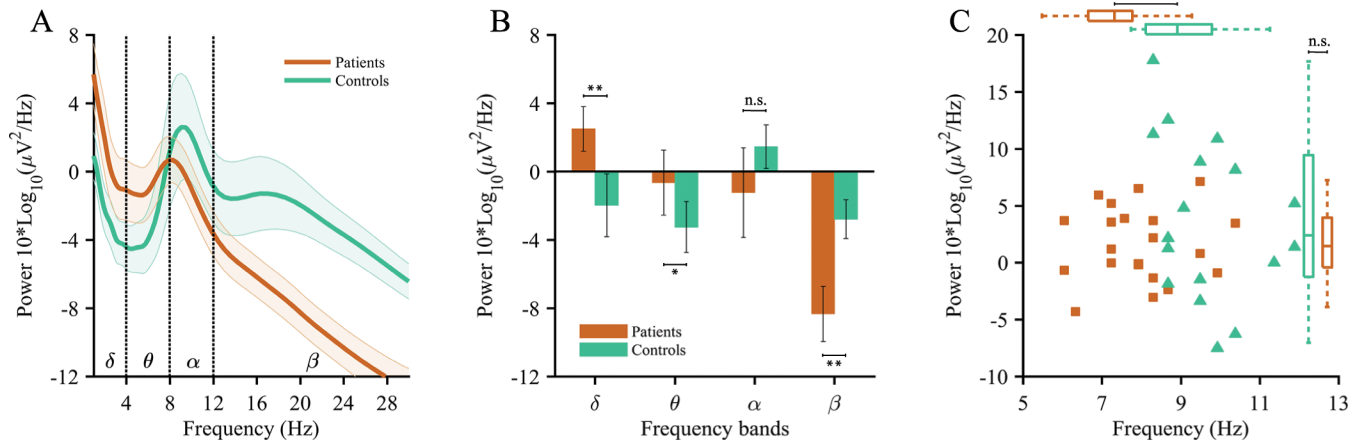 A
Power 10*Log10(μV2/Hz)
8
4
0
-4
-8
-12
Patients
Controls
δ θ α β
4 8 12 16 20 24 28
Frequency (Hz)
B
Power 10*Log10(μV2/Hz)
8
4
0
-4
-8
-12
**
*
n.s.
**
Patients
Controls
δ θ α β
Frequency bands
C
Power 10*Log10(μV2/Hz)
20
15
10
5
0
-5
-10
n.s.
5 7 9 11 13
Frequency (Hz)